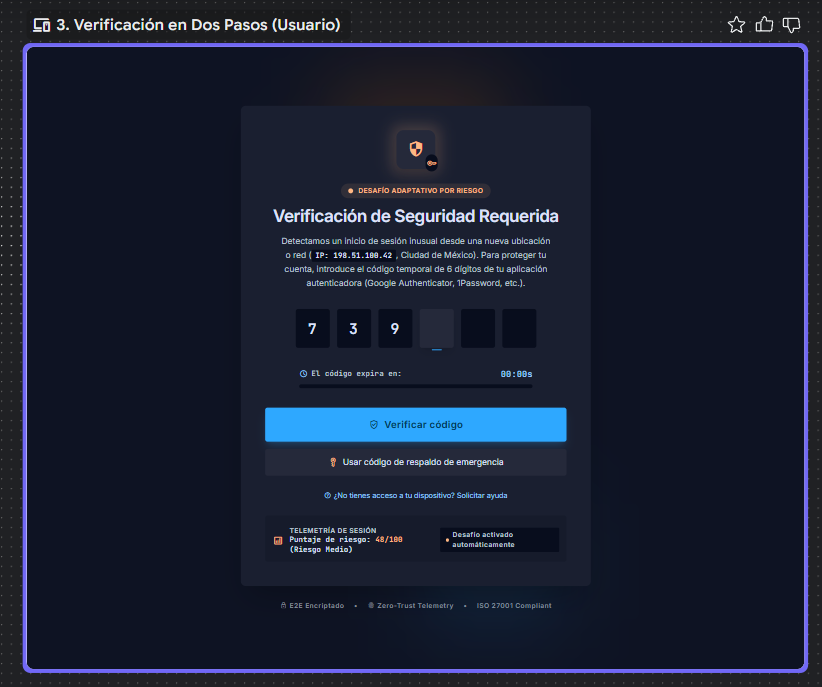 3. Verificación en Dos Pasos (Usuario)
DESAFÍO ADAPTATIVO POR RIESGO
Verificación de Seguridad Requerida
Detectamos un inicio de sesión inusual desde una nueva ubicación
o red ( IP: 198.51.100.42 , Ciudad de México). Para proteger tu
cuenta, introduce el código temporal de 6 dígitos de tu aplicación
autenticadora (Google Authenticator, 1Password, etc.).
7 3 9
El código expira en: 00:00s
Verificar código
Usar código de respaldo de emergencia
¿No tienes acceso a tu dispositivo? Solicitar ayuda
TELEMETRÍA DE SESIÓN
Puntaje de riesgo: 48/100
(Riesgo Medio)
Desafío activado
automáticamente
E2E Encriptado • Zero-Trust Telemetry • ISO 27001 Compliant